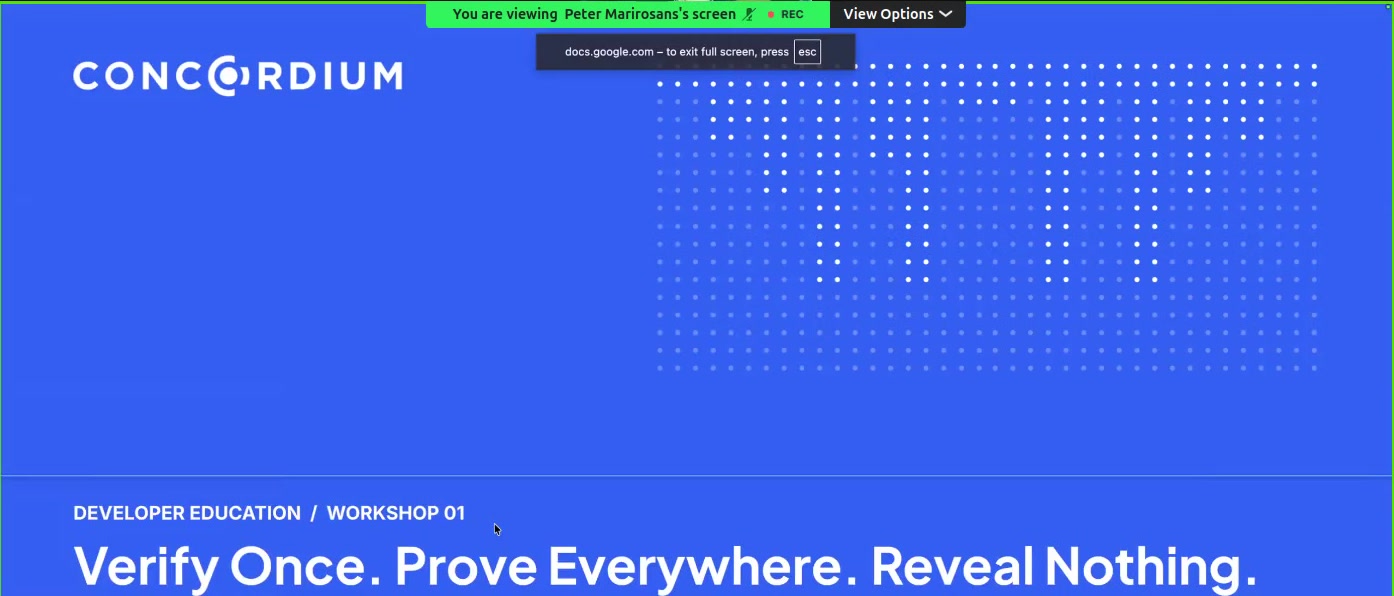 You are viewing Peter Marirosans's screen REC View Options
docs.google.com – to exit full screen, press esc
CONCORDIUM
DEVELOPER EDUCATION / WORKSHOP 01
Verify Once. Prove Everywhere. Reveal Nothing.